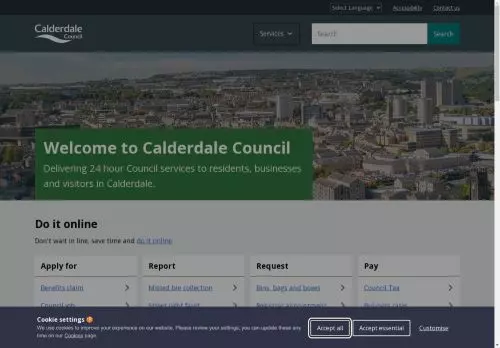 Select Language
Accessibility
Contact us
Calderdale
Council
Services
Search
Search
Welcome to Calderdale Council
Delivering 24 hour Council services to residents, businesses
and visitors in Calderdale.
Do it online
Don't wait in line, save time and do it online
Apply for
Report
Request
Pay
Benefits claim
Missed bin collection
Bins, bags and boxes
Council Tax
Council job
Street light fault
Register appointment
Business rates
Cookie settings
We use cookies to improve your experience on our website. Please review your settings, you can update these any
time on our Cookies page.
Accept all
Accept essential
Customise